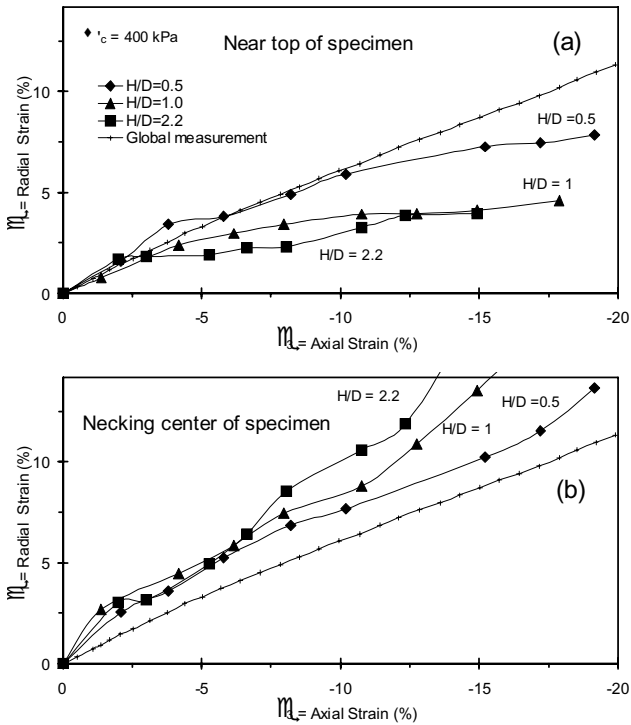 'c = 400 kPa
Near top of specimen
(a)
H/D=0.5
H/D=1.0
H/D=2.2
Global measurement
H/D=0.5
H/D = 1
H/D = 2.2
10
5
0
= Radial Strain (%)
0
-5
-10
-15
-20
3
= Axial Strain (%)
Necking center of specimen
H/D = 2.2
H/D = 1
H/D =0.5
(b)
10
5
0
= Radial Strain (%)
0
-5
-10
-15
-20
3
= Axial Strain (%)